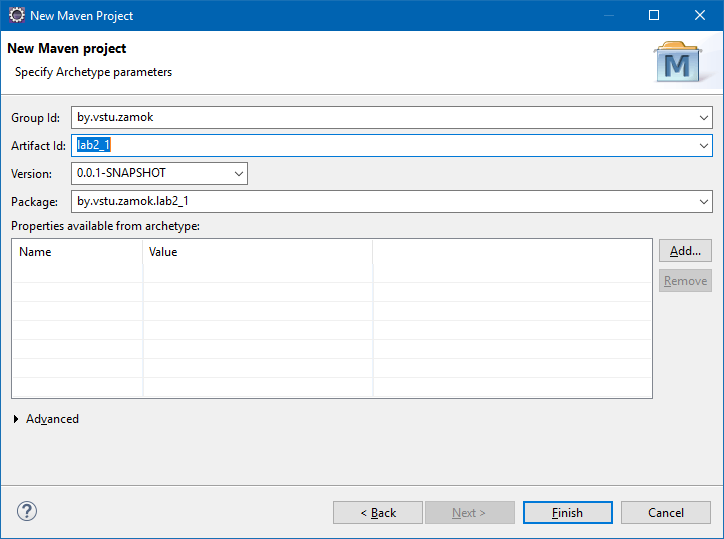 New Maven Project
New Maven project
Specify Archetype parameters
M
Group Id: by.vstu.zamok
Artifact Id: lab2_1
Version: 0.0.1-SNAPSHOT
Package: by.vstu.zamok.lab2_1
Properties available from archetype:
Name Value
Add...
Remove
Advanced
? < Back Next > Finish Cancel